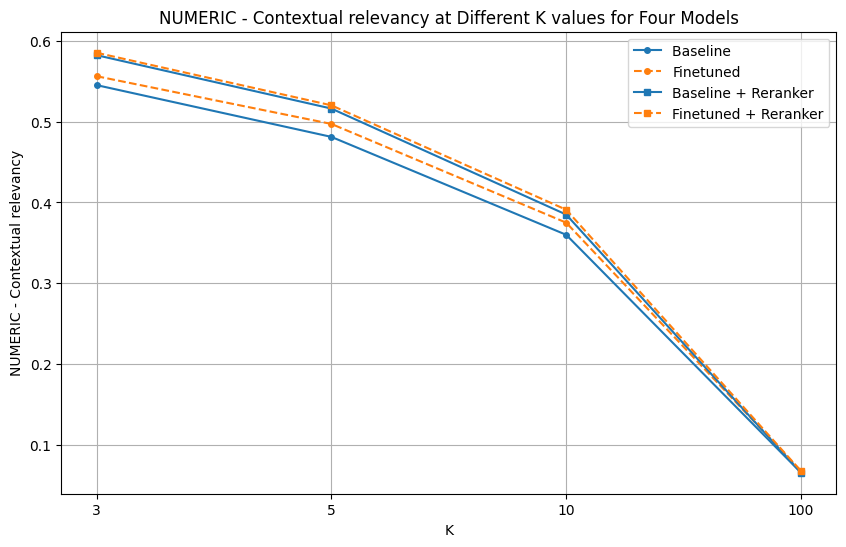 NUMERIC - Contextual relevancy at Different K values for Four Models
Baseline
Finetuned
Baseline + Reranker
Finetuned + Reranker
NUMERIC - Contextual relevancy
0.6
0.5
0.4
0.3
0.2
0.1
3 5 10 100
K